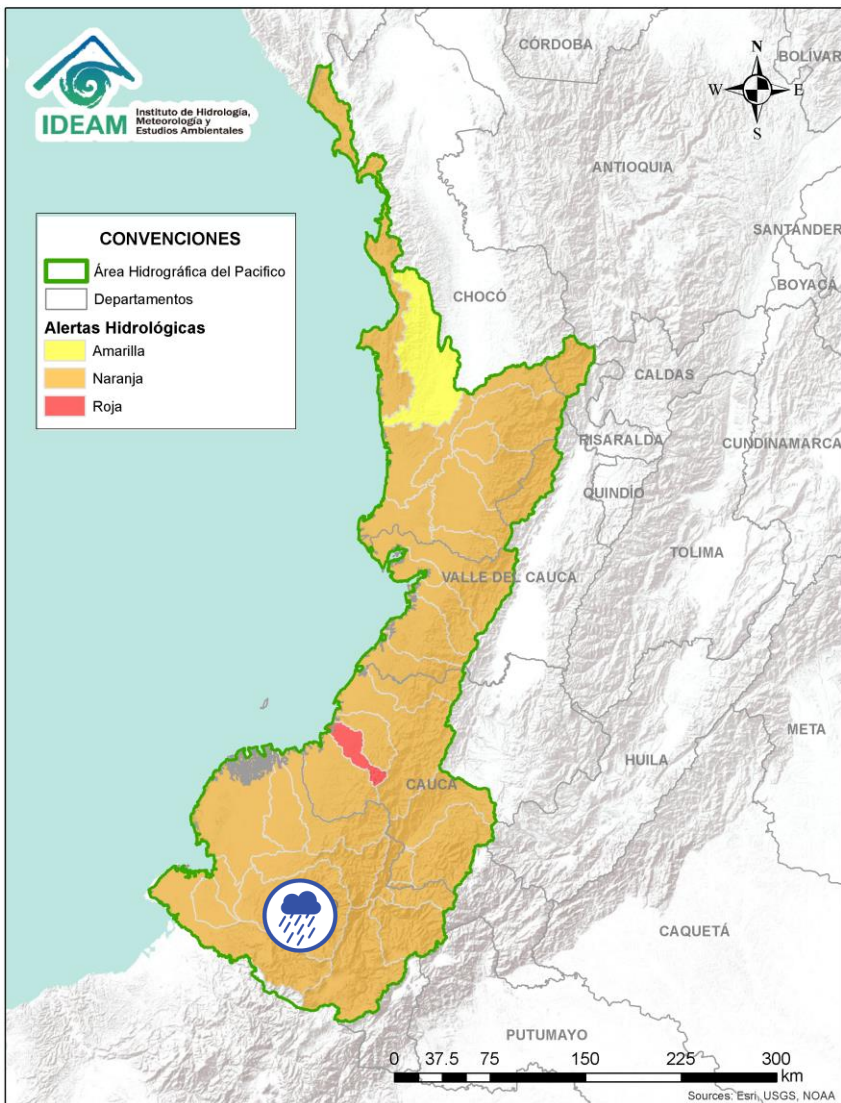 IDEAM
Instituto de Hidrología,
Meteorología y
Estudios Ambientales
CÓRDOBA
BOLÍVAR
N
W
E
S
ANTIOQUIA
SANTANDER
BOYACÁ
CONVENCIONES
Área Hidrográfica del Pacifico
Departamentos
Alertas Hidrológicas
Amarilla
Naranja
Roja
CHOCÓ
CALDAS
RISARALDA
CUNDINAMARCA
QUINDÍO
TOLIMA
VALLE DEL CAUCA
META
HUILA
CAUCA
CAQUETÁ
PUTUMAYO
0 37.5 75 150 225 300
km
Sources: Esri, USGS, NOAA